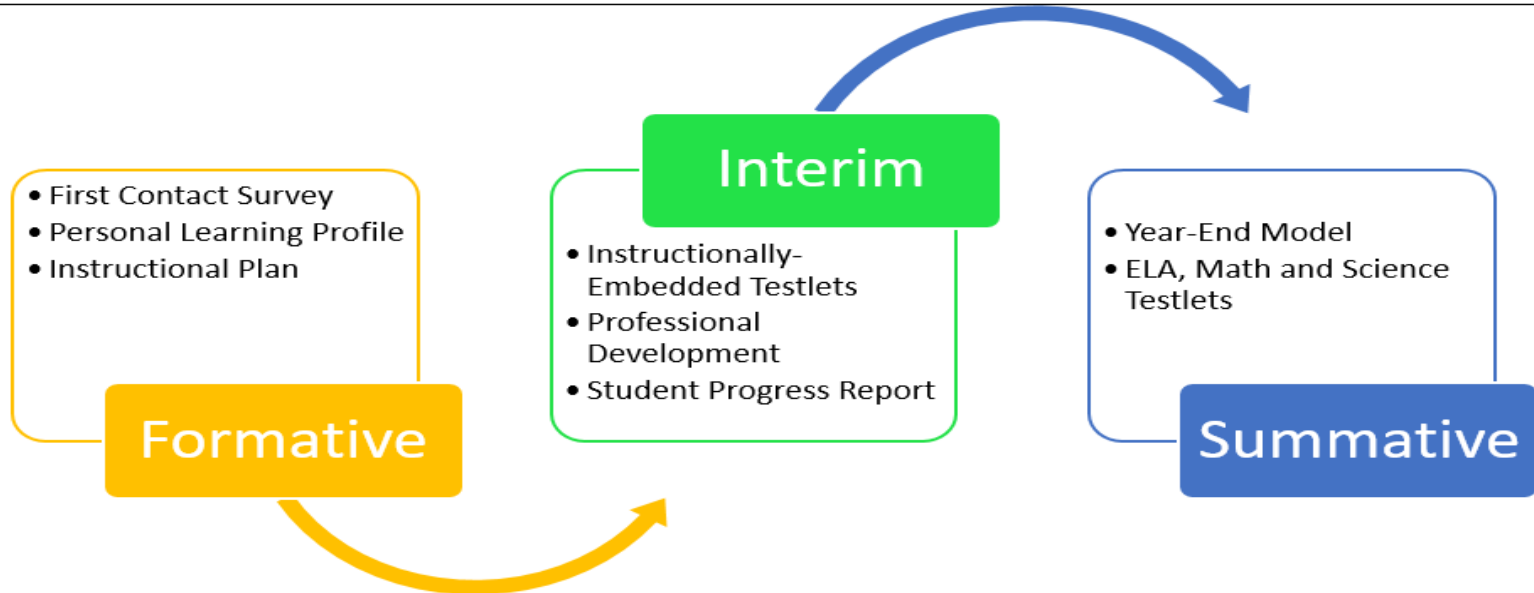 • First Contact Survey
• Personal Learning Profile
• Instructional Plan
Formative
Interim
• Instructionally-
Embedded Testlets
• Professional
Development
• Student Progress Report
• Year-End Model
• ELA, Math and Science
Testlets
Summative